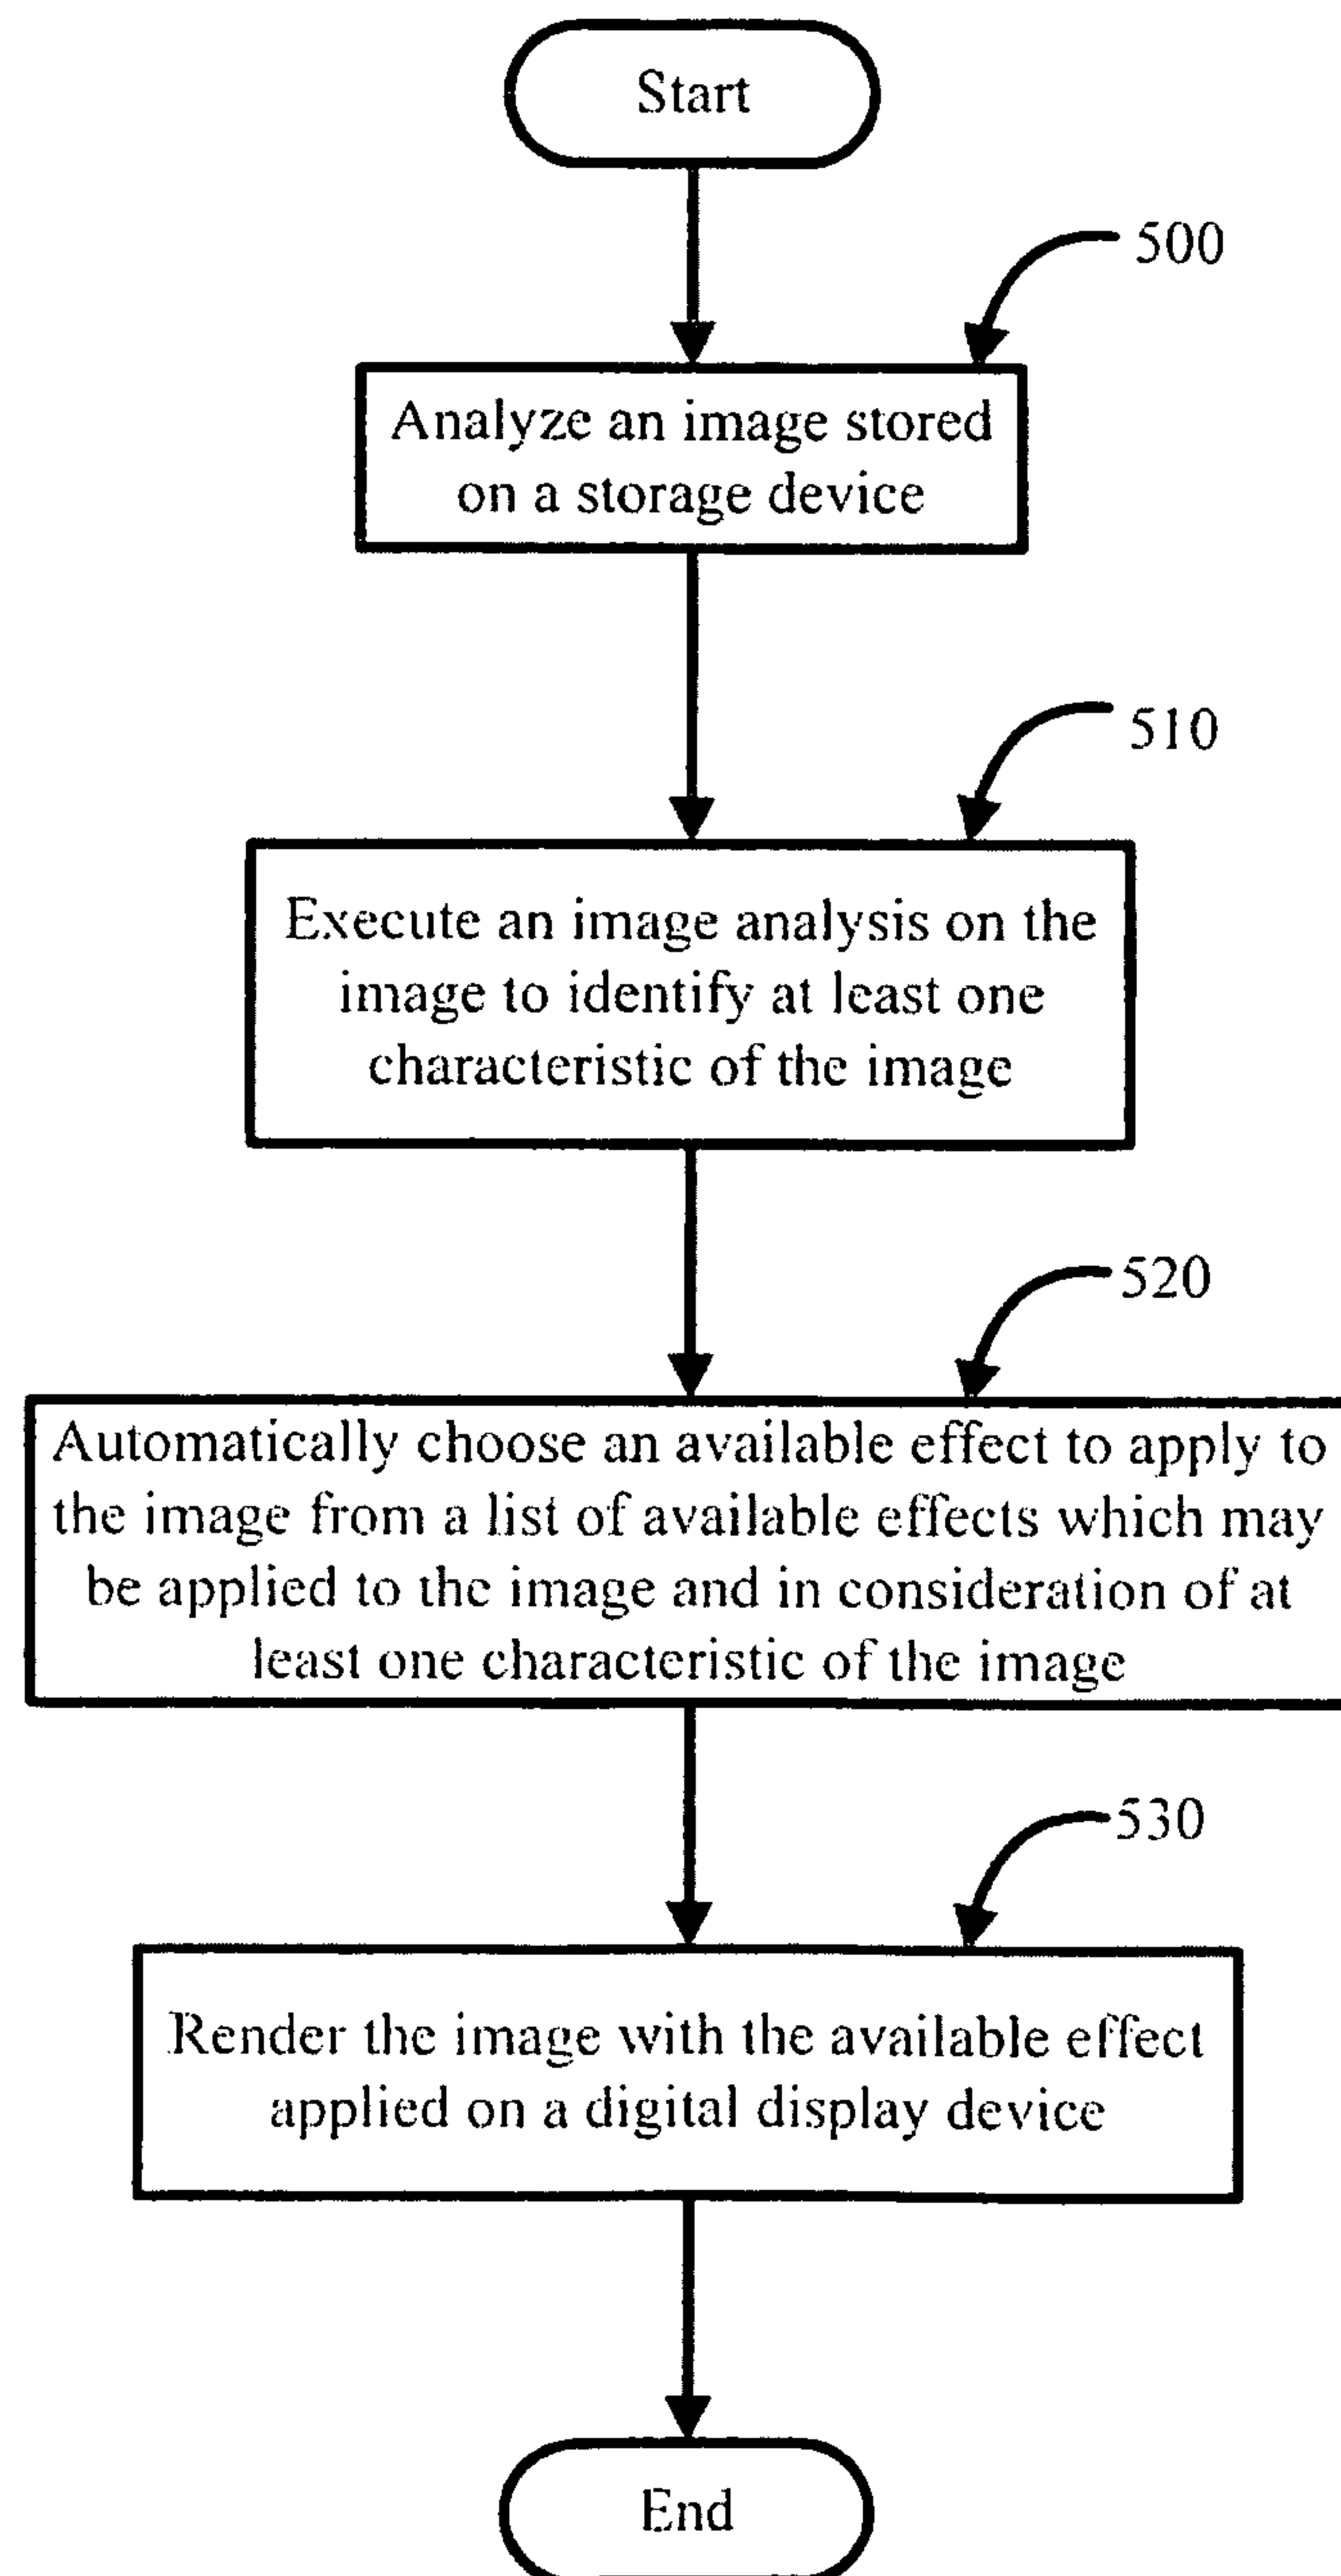 Start
500
Analyze an image stored
on a storage device
510
Execute an image analysis on the
image to identify at least one
characteristic of the image
520
Automatically choose an available effect to apply to
the image from a list of available effects which may
be applied to the image and in consideration of at
least one characteristic of the image
530
Render the image with the available effect
applied on a digital display device
End